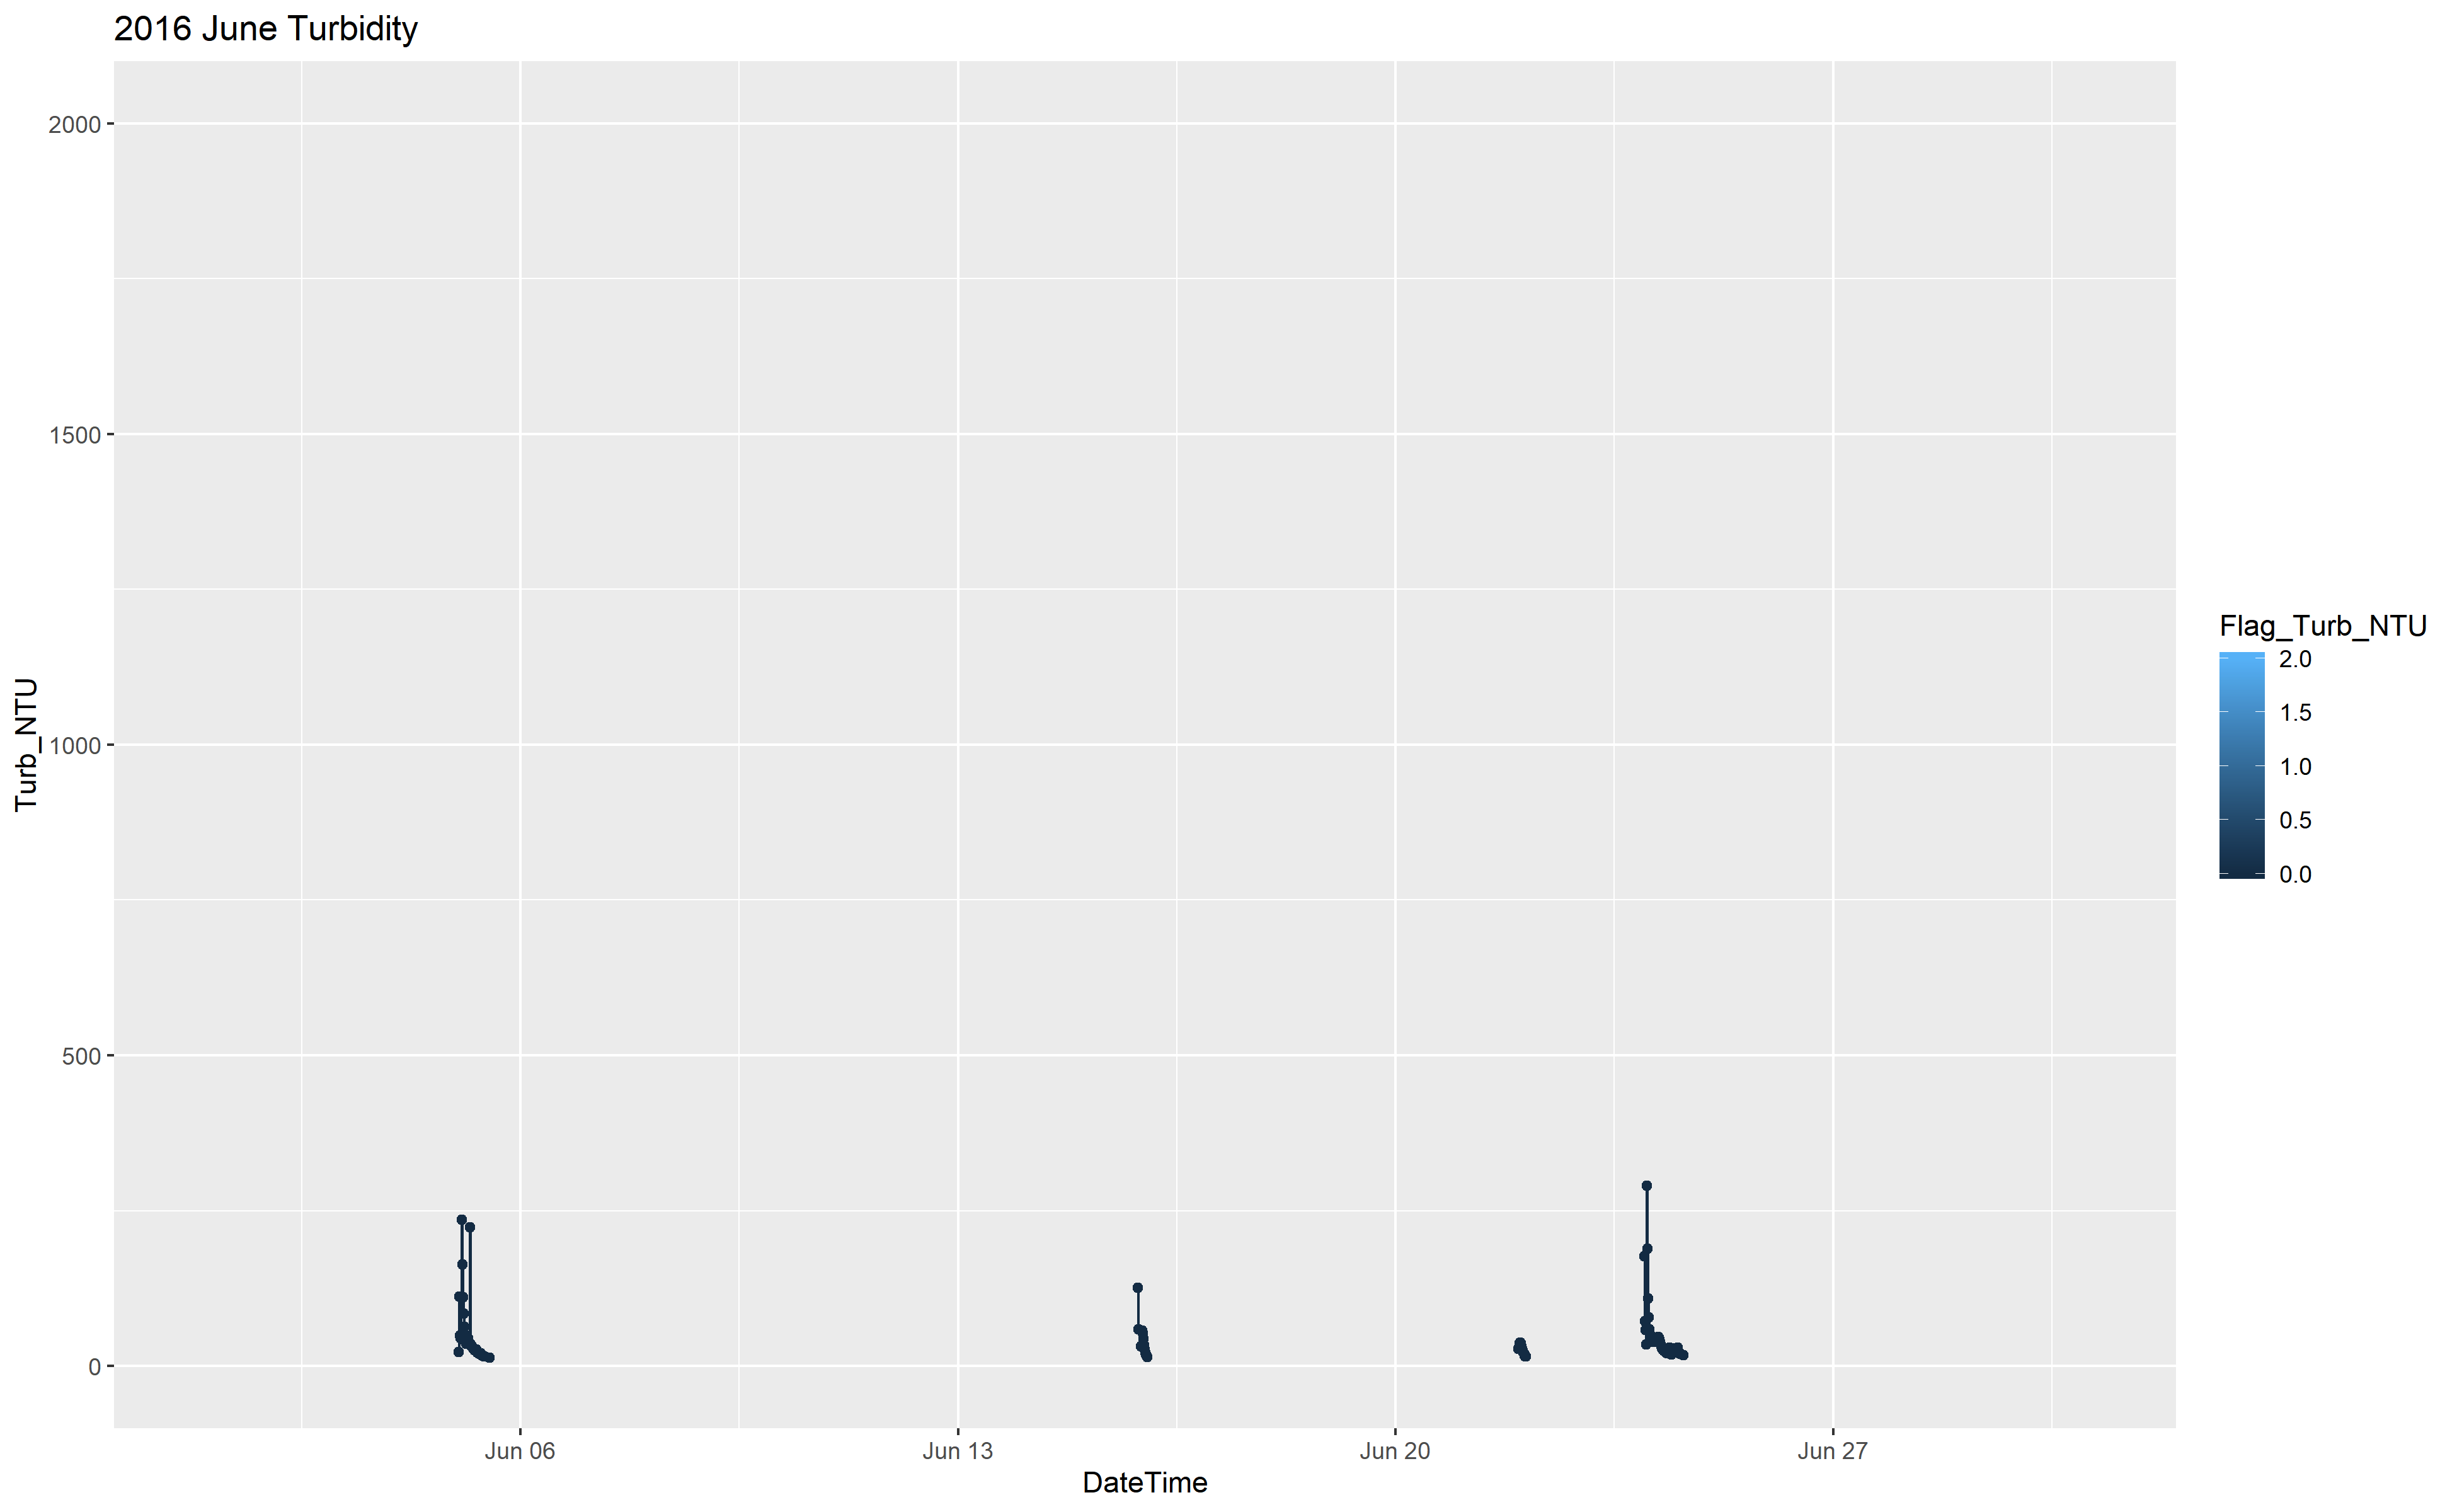 2016 June Turbidity
Turb_NTU
2000
1500
1000
500
0
Jun 06
Jun 13
Jun 20
Jun 27
DateTime
Flag_Turb_NTU
2.0
1.5
1.0
0.5
0.0